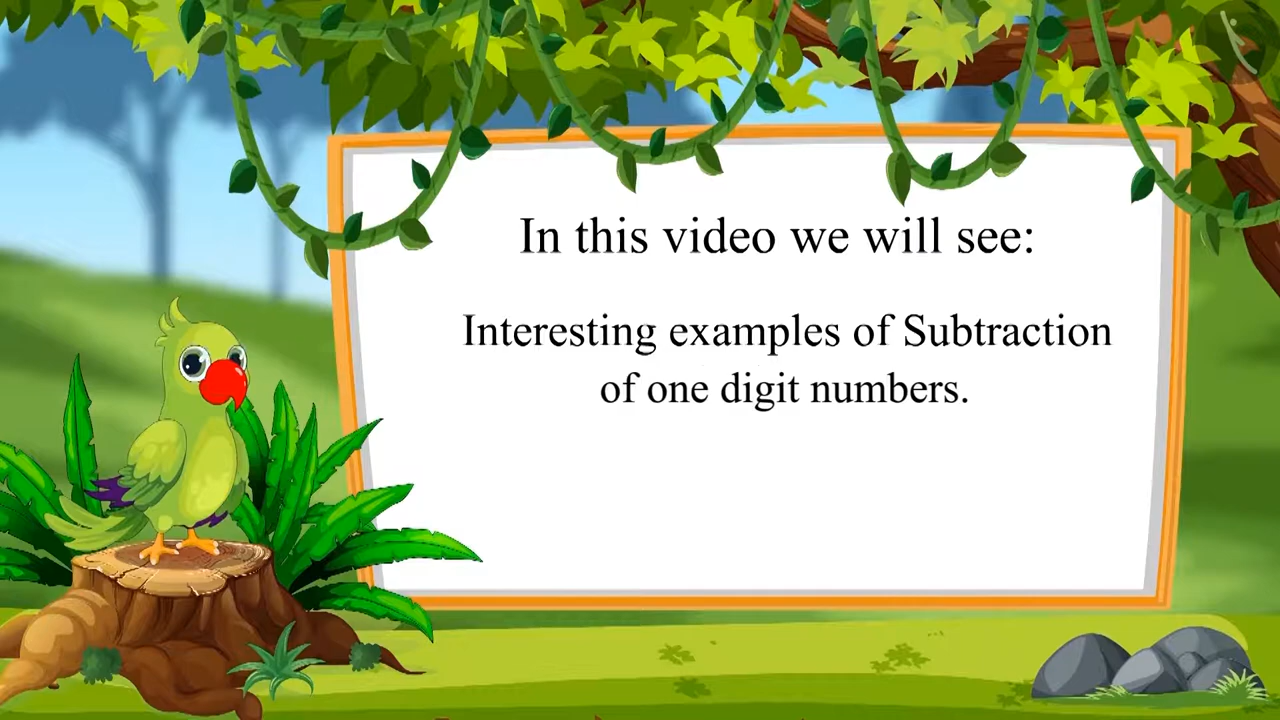 In this video we will see:
Interesting examples of Subtraction
of one digit numbers.